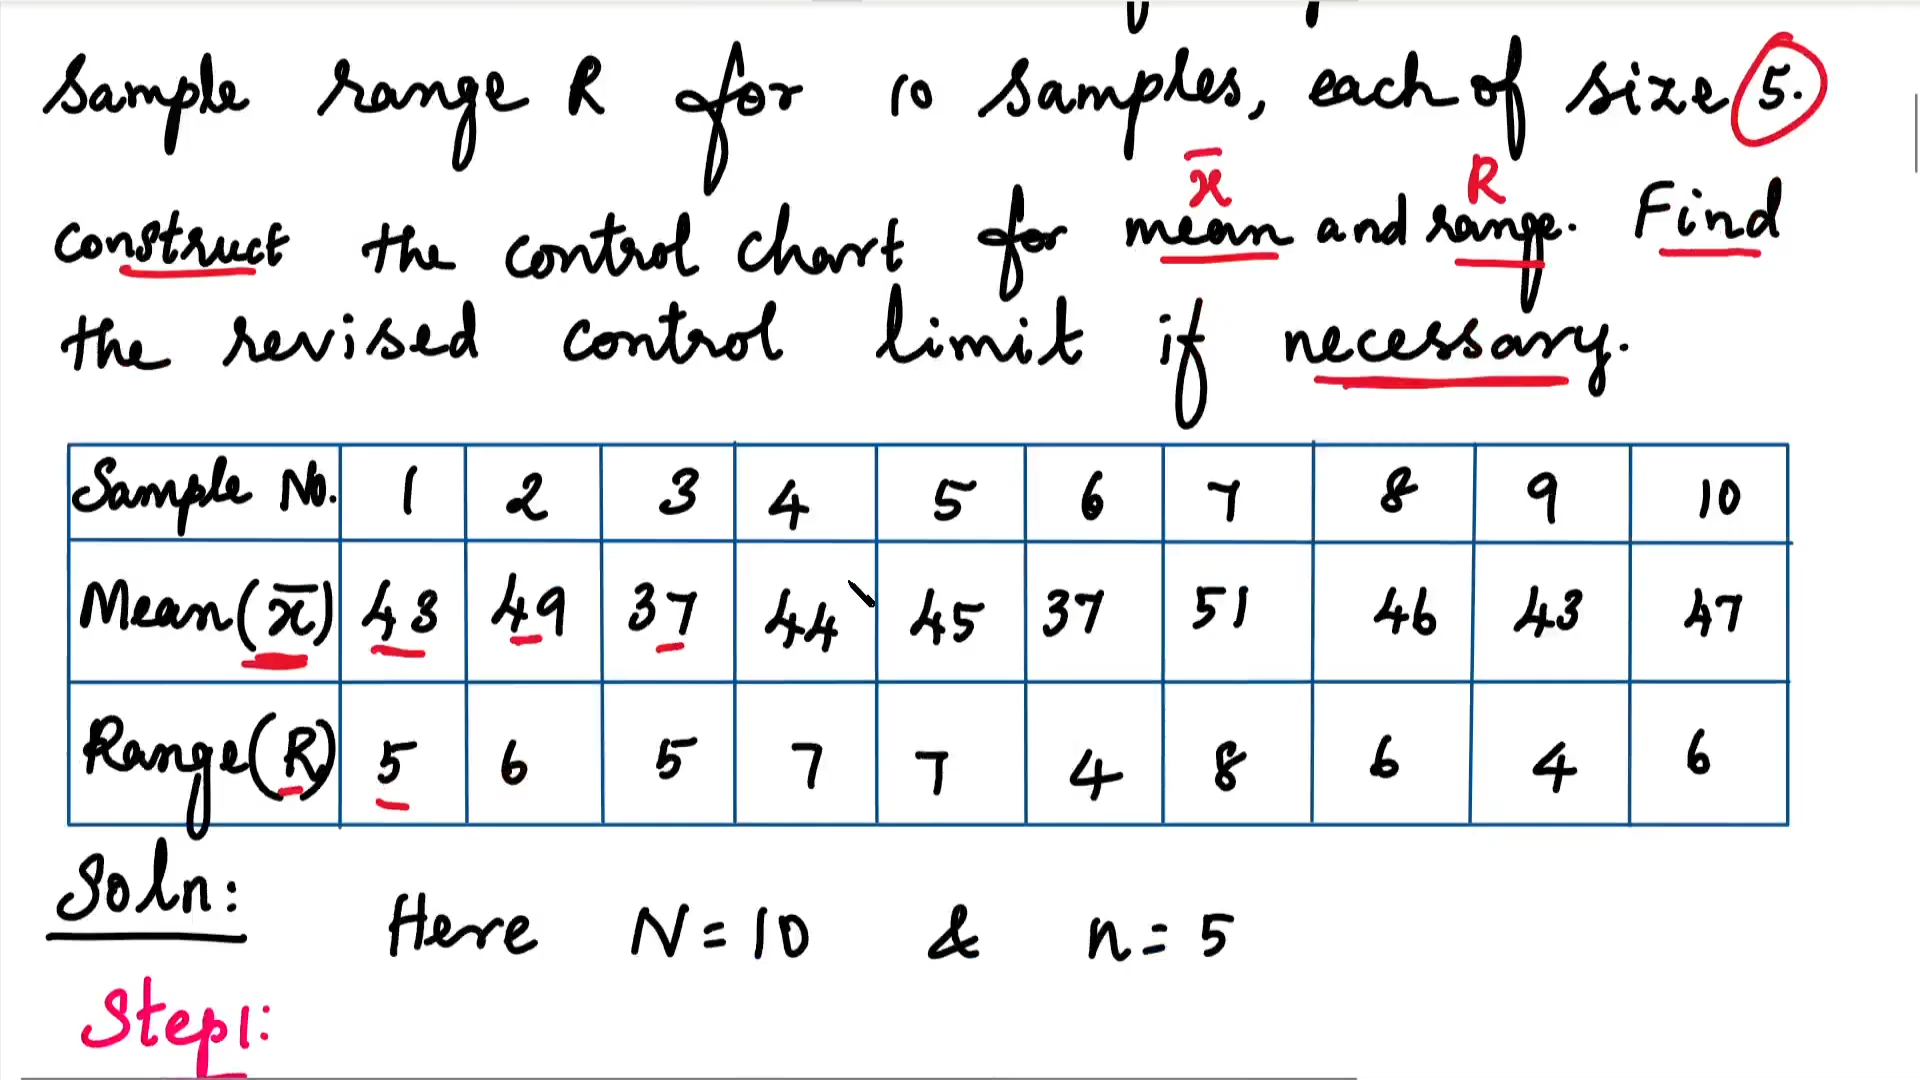 Sample range R for 10 samples, each of size 5.
x̄ R
construct the control chart for mean and range. Find
the revised control limit if necessary.
Sample No. 1 2 3 4 5 6 7 8 9 10
Mean(x̄) 43 49 37 44 45 37 51 46 43 47
Range(R) 5 6 5 7 7 4 8 6 4 6
Soln: Here N=10 & n=5
Step1: